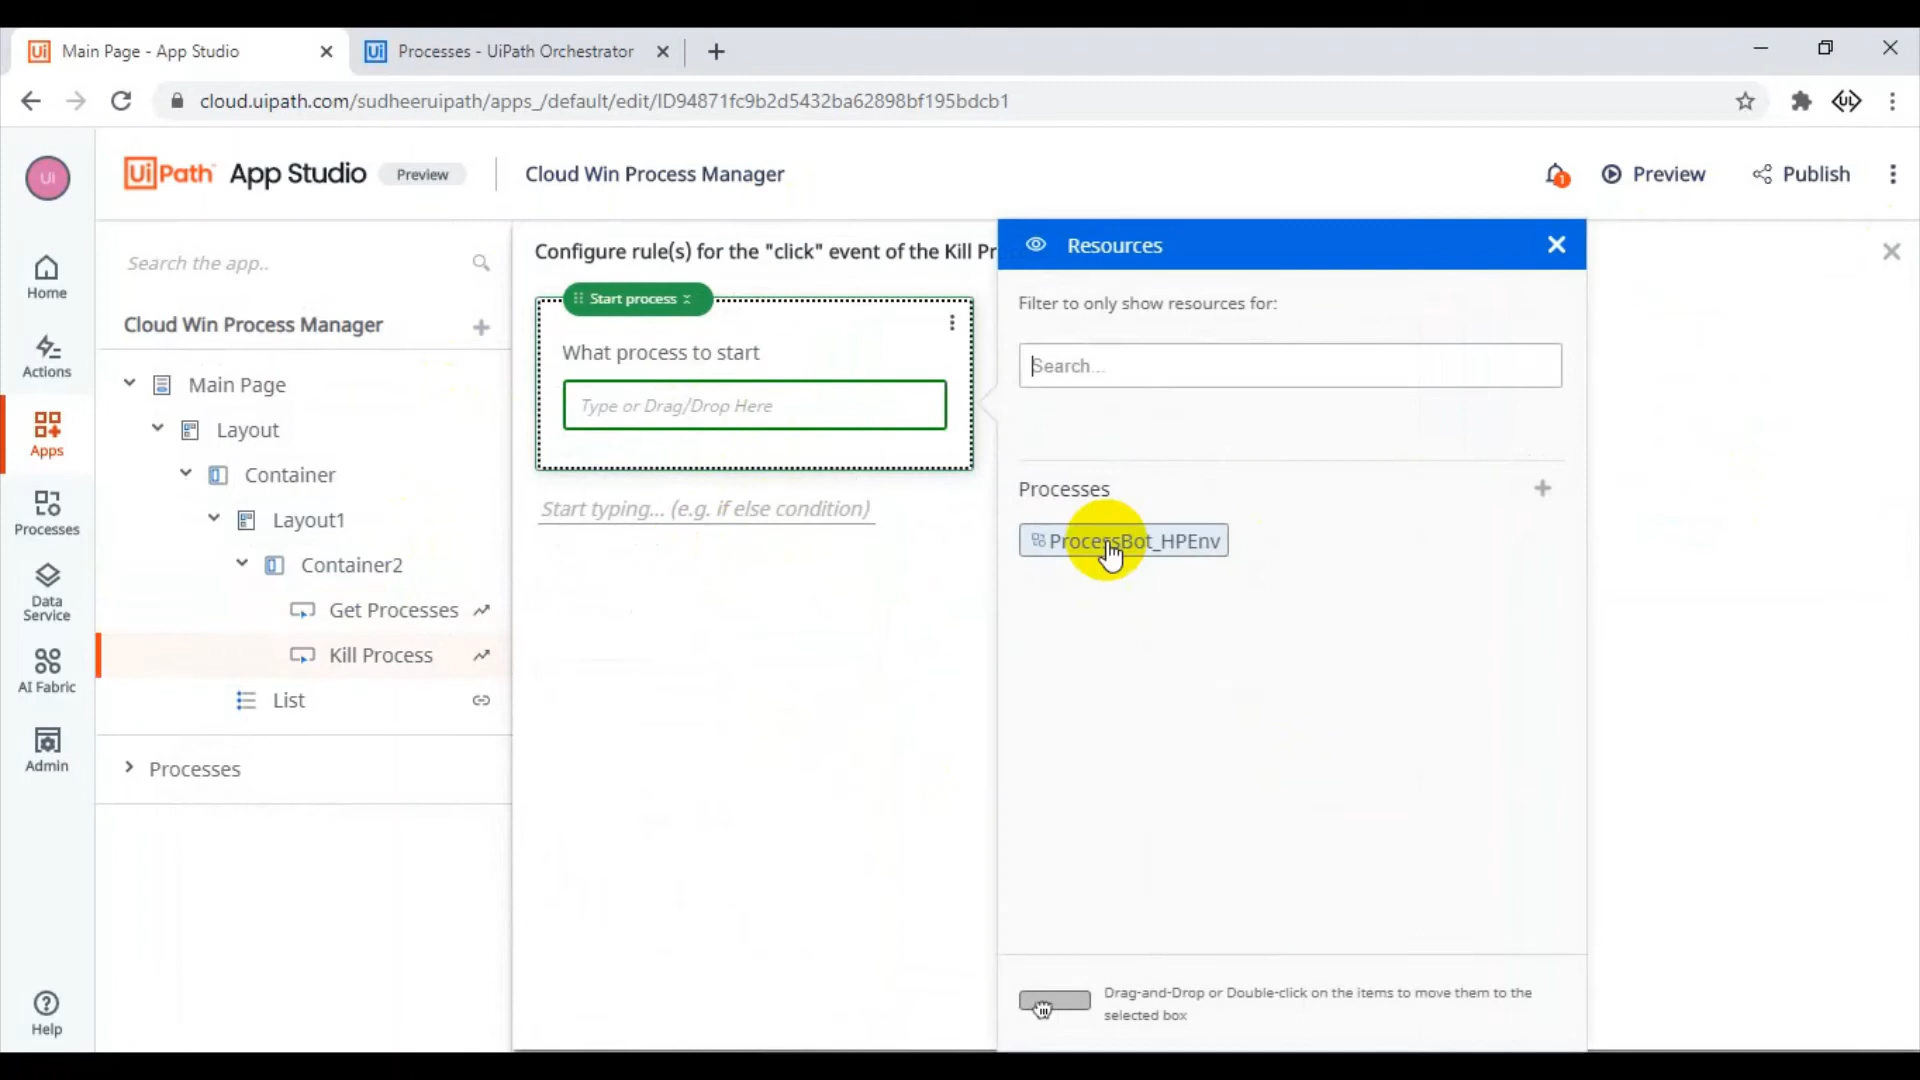 Main Page - App Studio
Processes - UiPath Orchestrator
cloud.uipath.com/sudheeruipath/apps_/default/edit/ID94871fc9b2d5432ba62898bf195bdcb1
UL
UI
UiPath App Studio
Preview
Cloud Win Process Manager
1
Preview
Publish
Home
Actions
Apps
Processes
Data
Service
AI Fabric
Admin
Help
Search the app..
Cloud Win Process Manager
Main Page
Layout
Container
Layout1
Container2
Get Processes
Kill Process
List
Processes
Configure rule(s) for the "click" event of the Kill Pr
Start process
What process to start
Type or Drag/Drop Here
Start typing... (e.g. if else condition)
Resources
Filter to only show resources for:
Search...
Processes
ProcessBot_HPEnv
Drag-and-Drop or Double-click on the items to move them to the
selected box